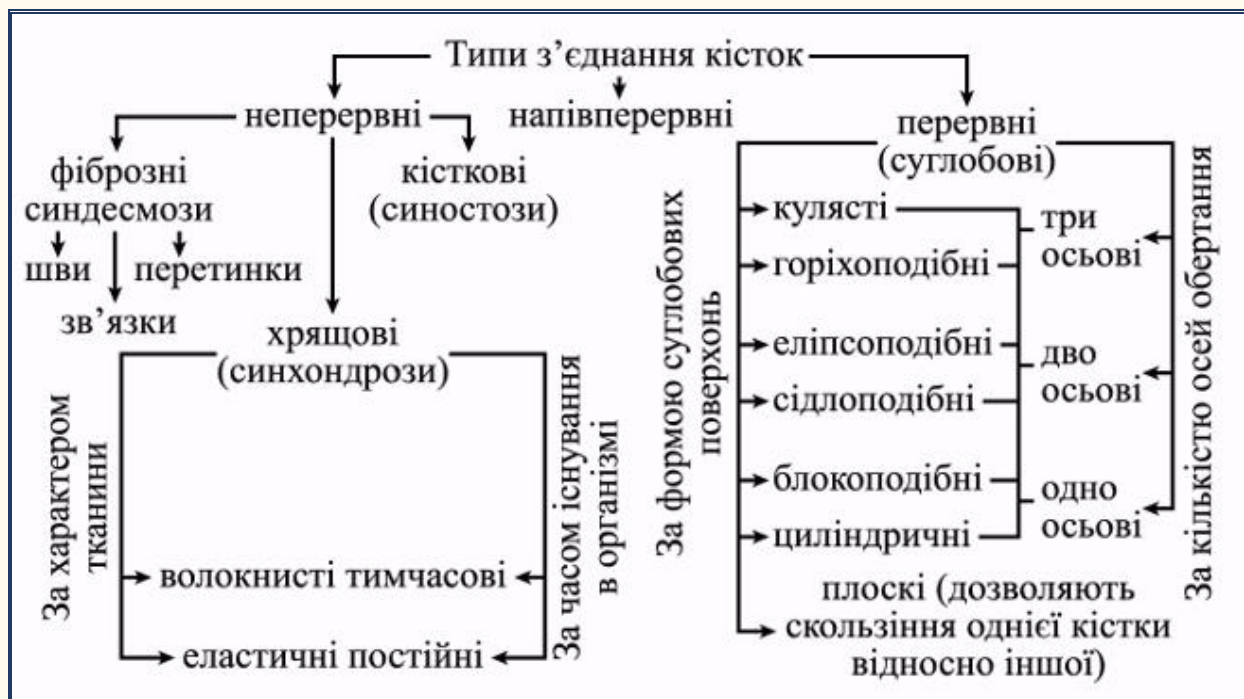 Типи з’єднання кісток
неперервні
напівперервні
перервні
(суглобові)
фіброзні
синдесмози
кісткові
(синостози)
шви
перетинки
зв’язки
хрящові
(синхондрози)
За характером
тканини
За часом існування
в організмі
волокнисті тимчасові
еластичні постійні
За формою суглобових
поверхонь
кулясті
горіхоподібні
еліпсоподібні
сідлоподібні
блокоподібні
циліндричні
плоскі (дозволяють
скользіння однієї кістки
відносно іншої)
три
осьові
дво
осьові
одно
осьові
За кількістю осей обертання